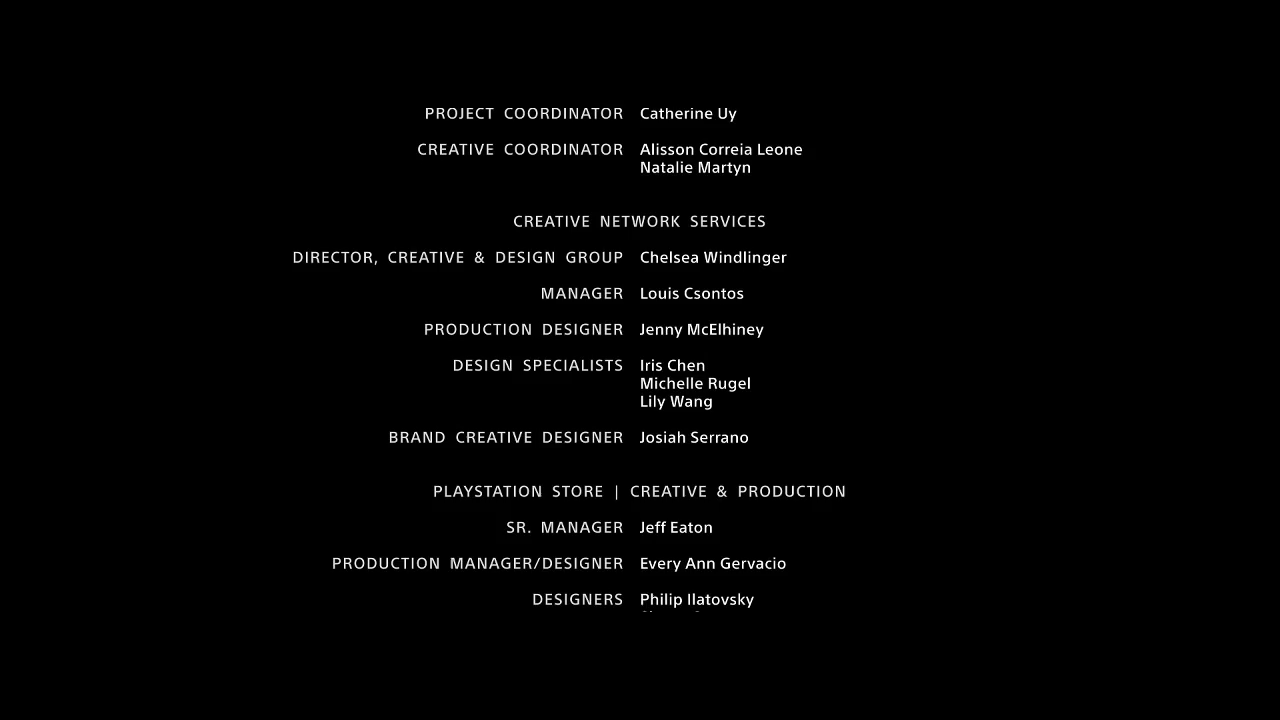 PROJECT COORDINATOR Catherine Uy
CREATIVE COORDINATOR Alisson Correia Leone
Natalie Martyn
CREATIVE NETWORK SERVICES
DIRECTOR, CREATIVE & DESIGN GROUP Chelsea Windlinger
MANAGER Louis Csontos
PRODUCTION DESIGNER Jenny McElhiney
DESIGN SPECIALISTS Iris Chen
Michelle Rugel
Lily Wang
BRAND CREATIVE DESIGNER Josiah Serrano
PLAYSTATION STORE | CREATIVE & PRODUCTION
SR. MANAGER Jeff Eaton
PRODUCTION MANAGER/DESIGNER Every Ann Gervacio
DESIGNERS Philip Ilatovsky